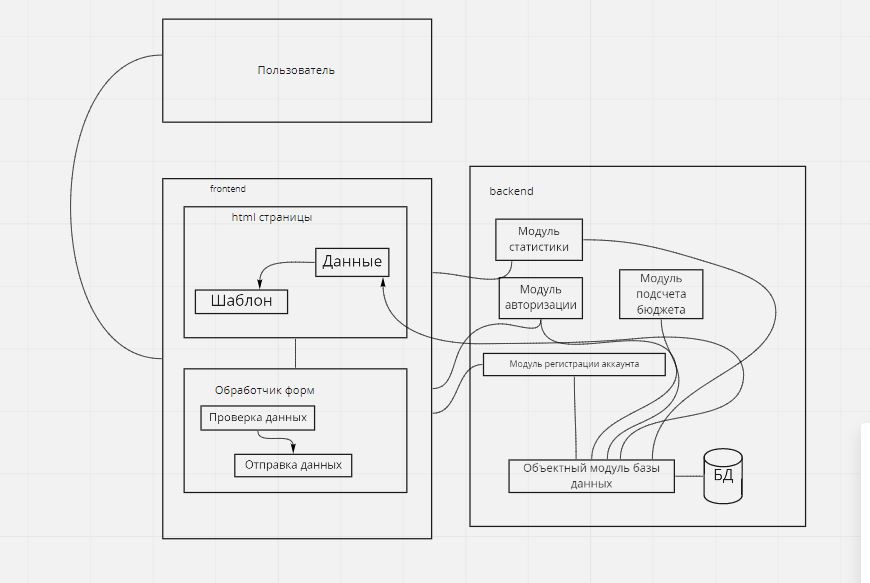 Пользователь
frontend
html страницы
Данные
Шаблон
Обработчик форм
Проверка данных
Отправка данных
backend
Модуль
статистики
Модуль
авторизации
Модуль
подсчета
бюджета
Модуль регистрации аккаунта
Объектный модуль базы
данных
БД